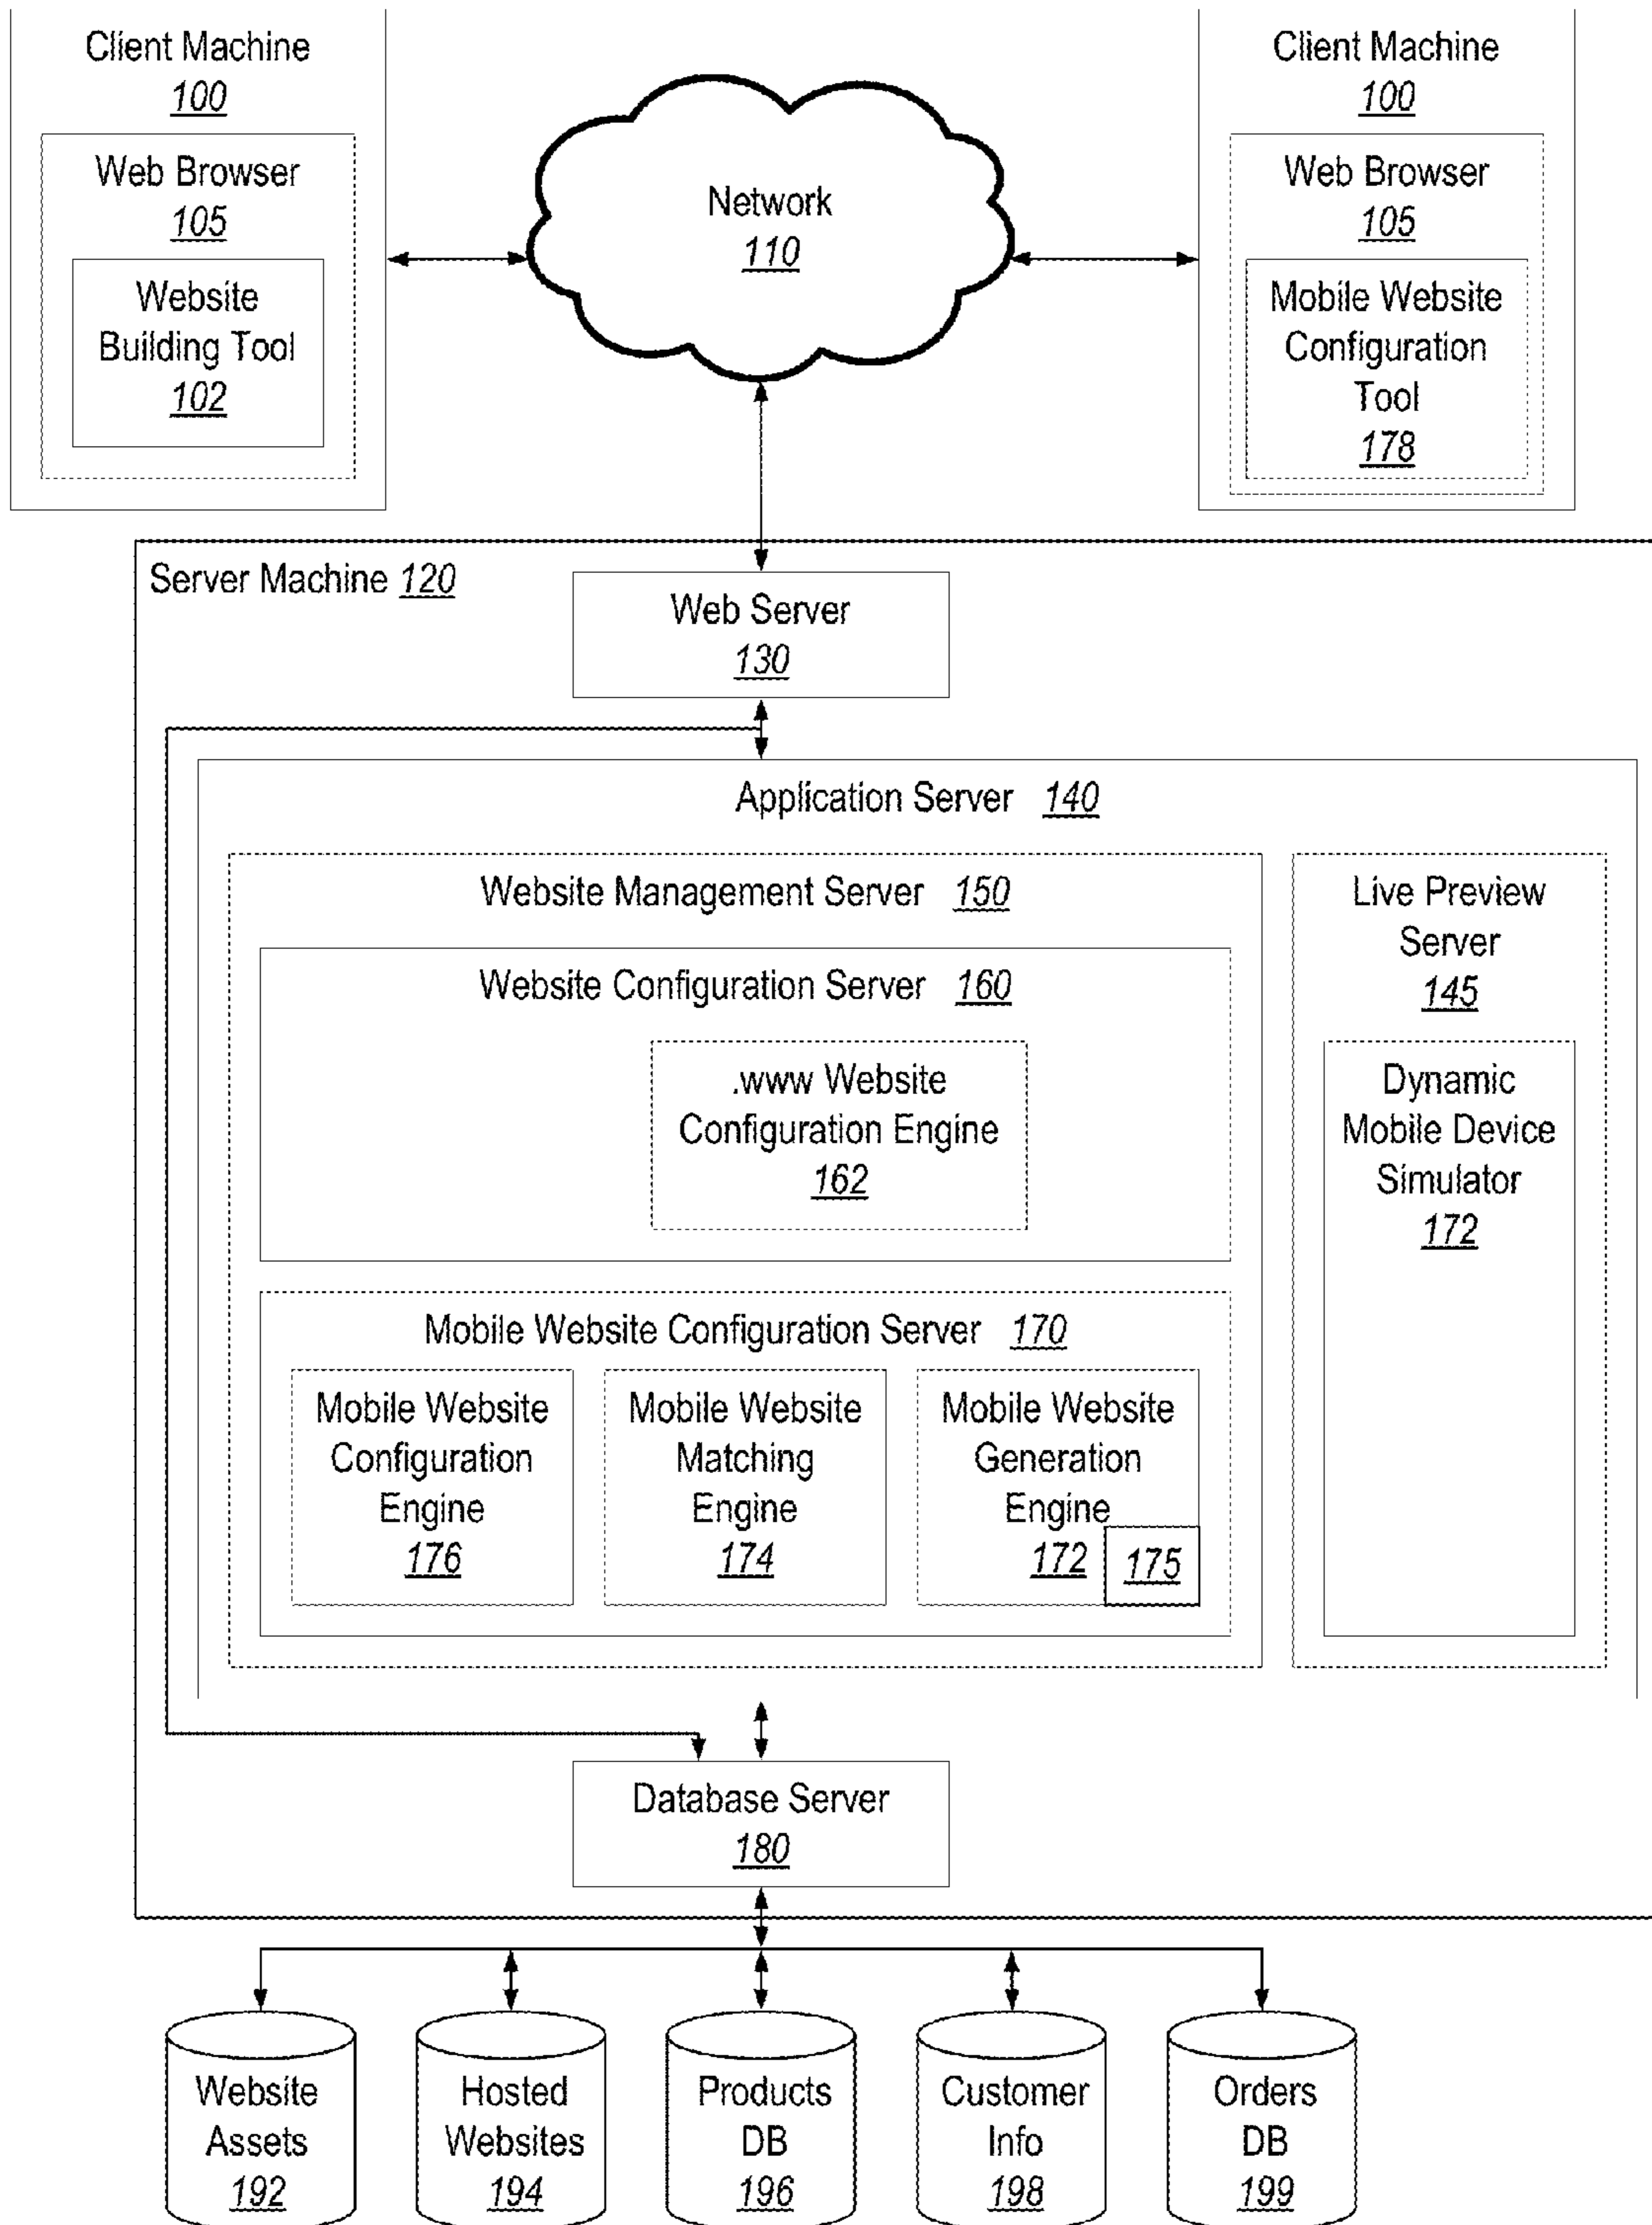 Client Machine
100
Web Browser
105
Website
Building Tool
102
Network
110
Client Machine
100
Web Browser
105
Mobile Website
Configuration
Tool
178
Server Machine 120
Web Server
130
Application Server 140
Website Management Server 150
Website Configuration Server 160
.www Website
Configuration Engine
162
Mobile Website Configuration Server 170
Mobile Website
Configuration
Engine
176
Mobile Website
Matching
Engine
174
Mobile Website
Generation
Engine
172
175
Live Preview
Server
145
Dynamic
Mobile Device
Simulator
172
Database Server
180
Website
Assets
192
Hosted
Websites
194
Products
DB
196
Customer
Info
198
Orders
DB
199